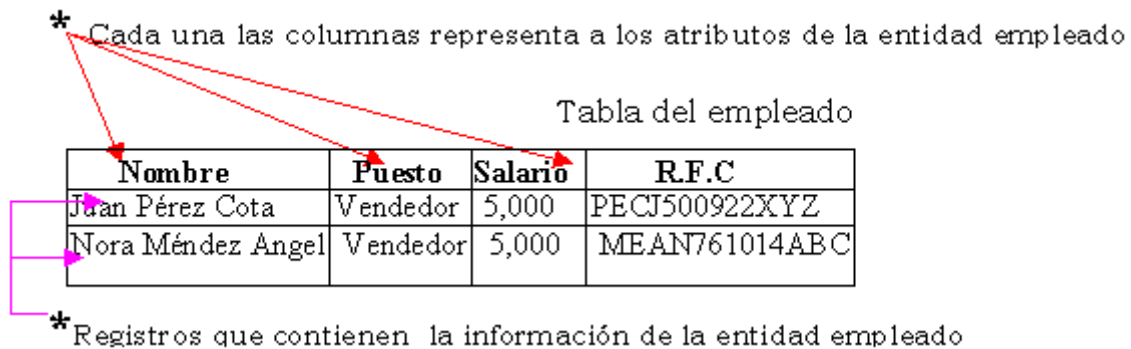 * Cada una las columnas representa a los atributos de la entidad empleado
Tabla del empleado
Nombre Puesto Salario R.F.C
Juan Pérez Cota Vendedor 5,000 PECJ500922XYZ
Nora Méndez Angel Vendedor 5,000 MEAN761014ABC
* Registros que contienen la información de la entidad empleado